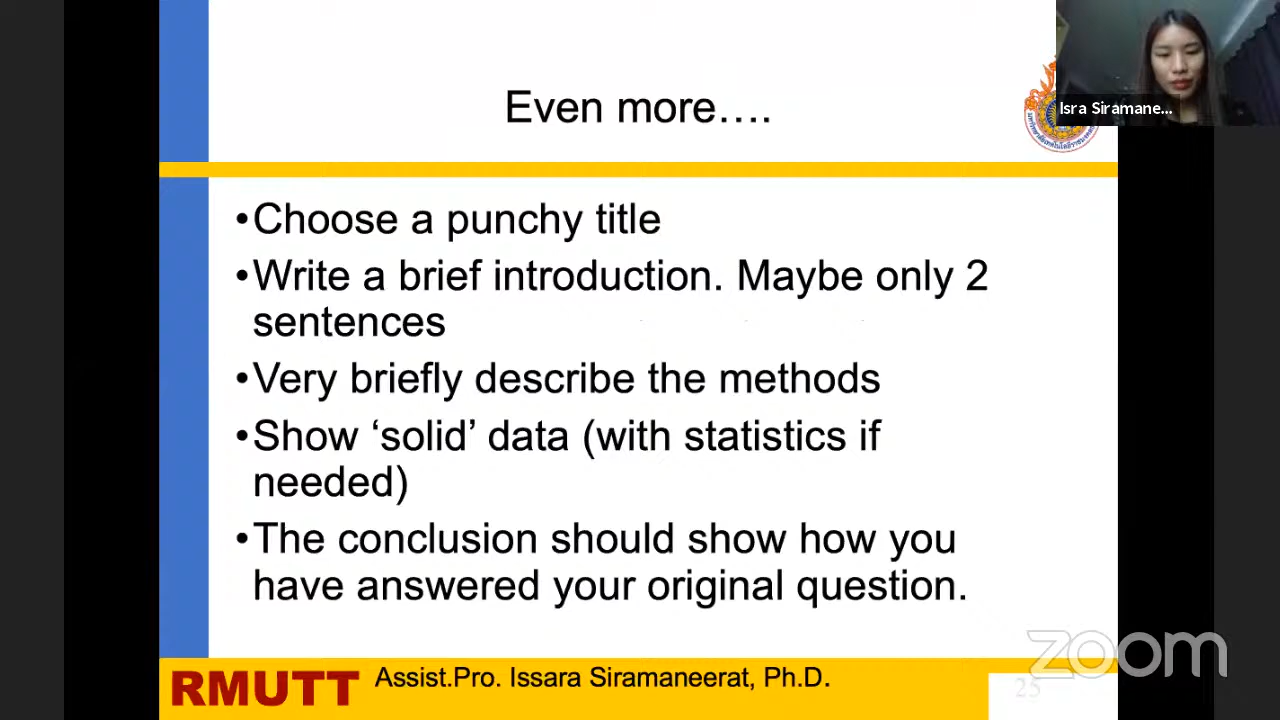 Even more….
Isra Siramane...
•Choose a punchy title
•Write a brief introduction. Maybe only 2
sentences
•Very briefly describe the methods
•Show ‘solid’ data (with statistics if
needed)
•The conclusion should show how you
have answered your original question.
zoom
RMUTT
Assist.Pro. Issara Siramaneerat, Ph.D.
25